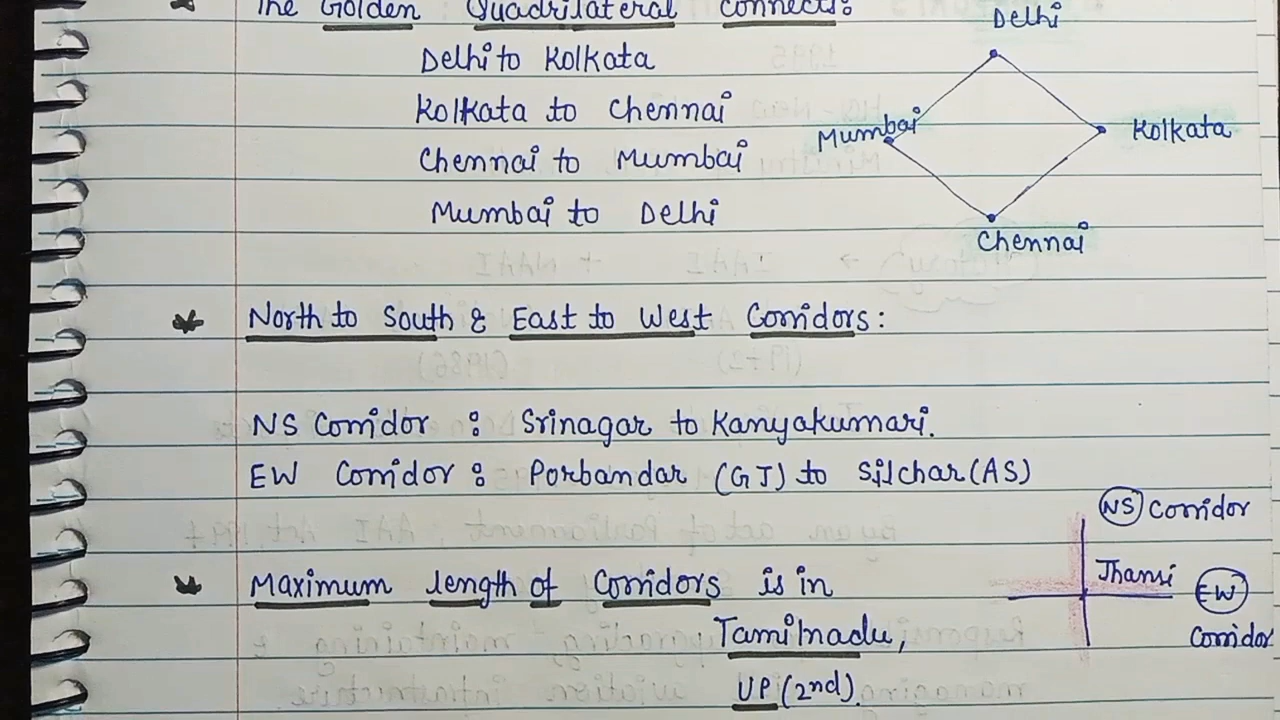 The Golden Quadrilateral connects:
Delhi to Kolkata
Kolkata to Chennai
Chennai to Mumbai
Mumbai to Delhi
Delhi
Mumbai
Kolkata
Chennai
North to South & East to West Corridors:
NS Corridor : Srinagar to Kanyakumari.
EW Corridor : Porbandar (GJ) to Silchar (AS)
NS Corridor
Jhansi
EW
Corridor
Maximum length of Corridors is in
Tamilnadu,
UP (2nd).